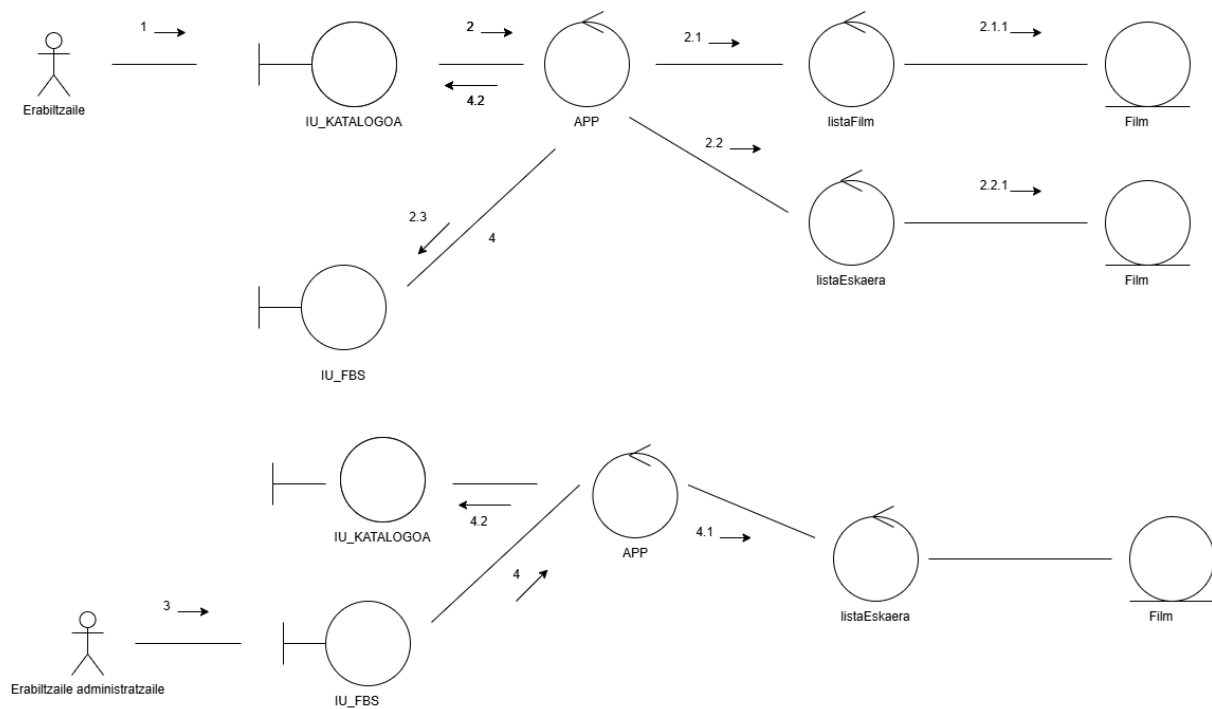 1
2
2.1
2.1.1
4.2
Erabiltzaile
IU_KATALOGOA
APP
listaFilm
Film
2.2
2.2.1
2.3
4
listaEskaera
Film
IU_FBS
4.2
IU_KATALOGOA
4.1
APP
4
3
listaEskaera
Film
Erabiltzaile administratzaile
IU_FBS